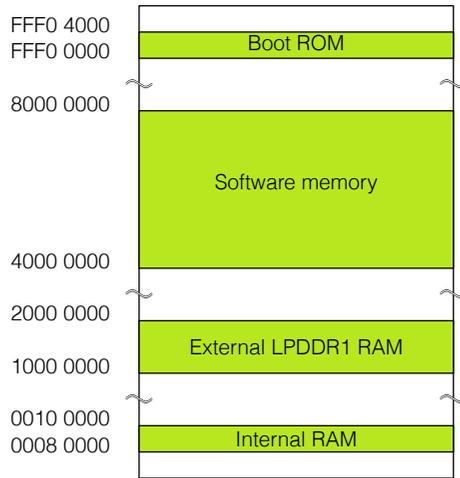 FFF0 4000
FFF0 0000
Boot ROM
8000 0000
Software memory
4000 0000
2000 0000
External LPDDR1 RAM
1000 0000
0010 0000
0008 0000
Internal RAM